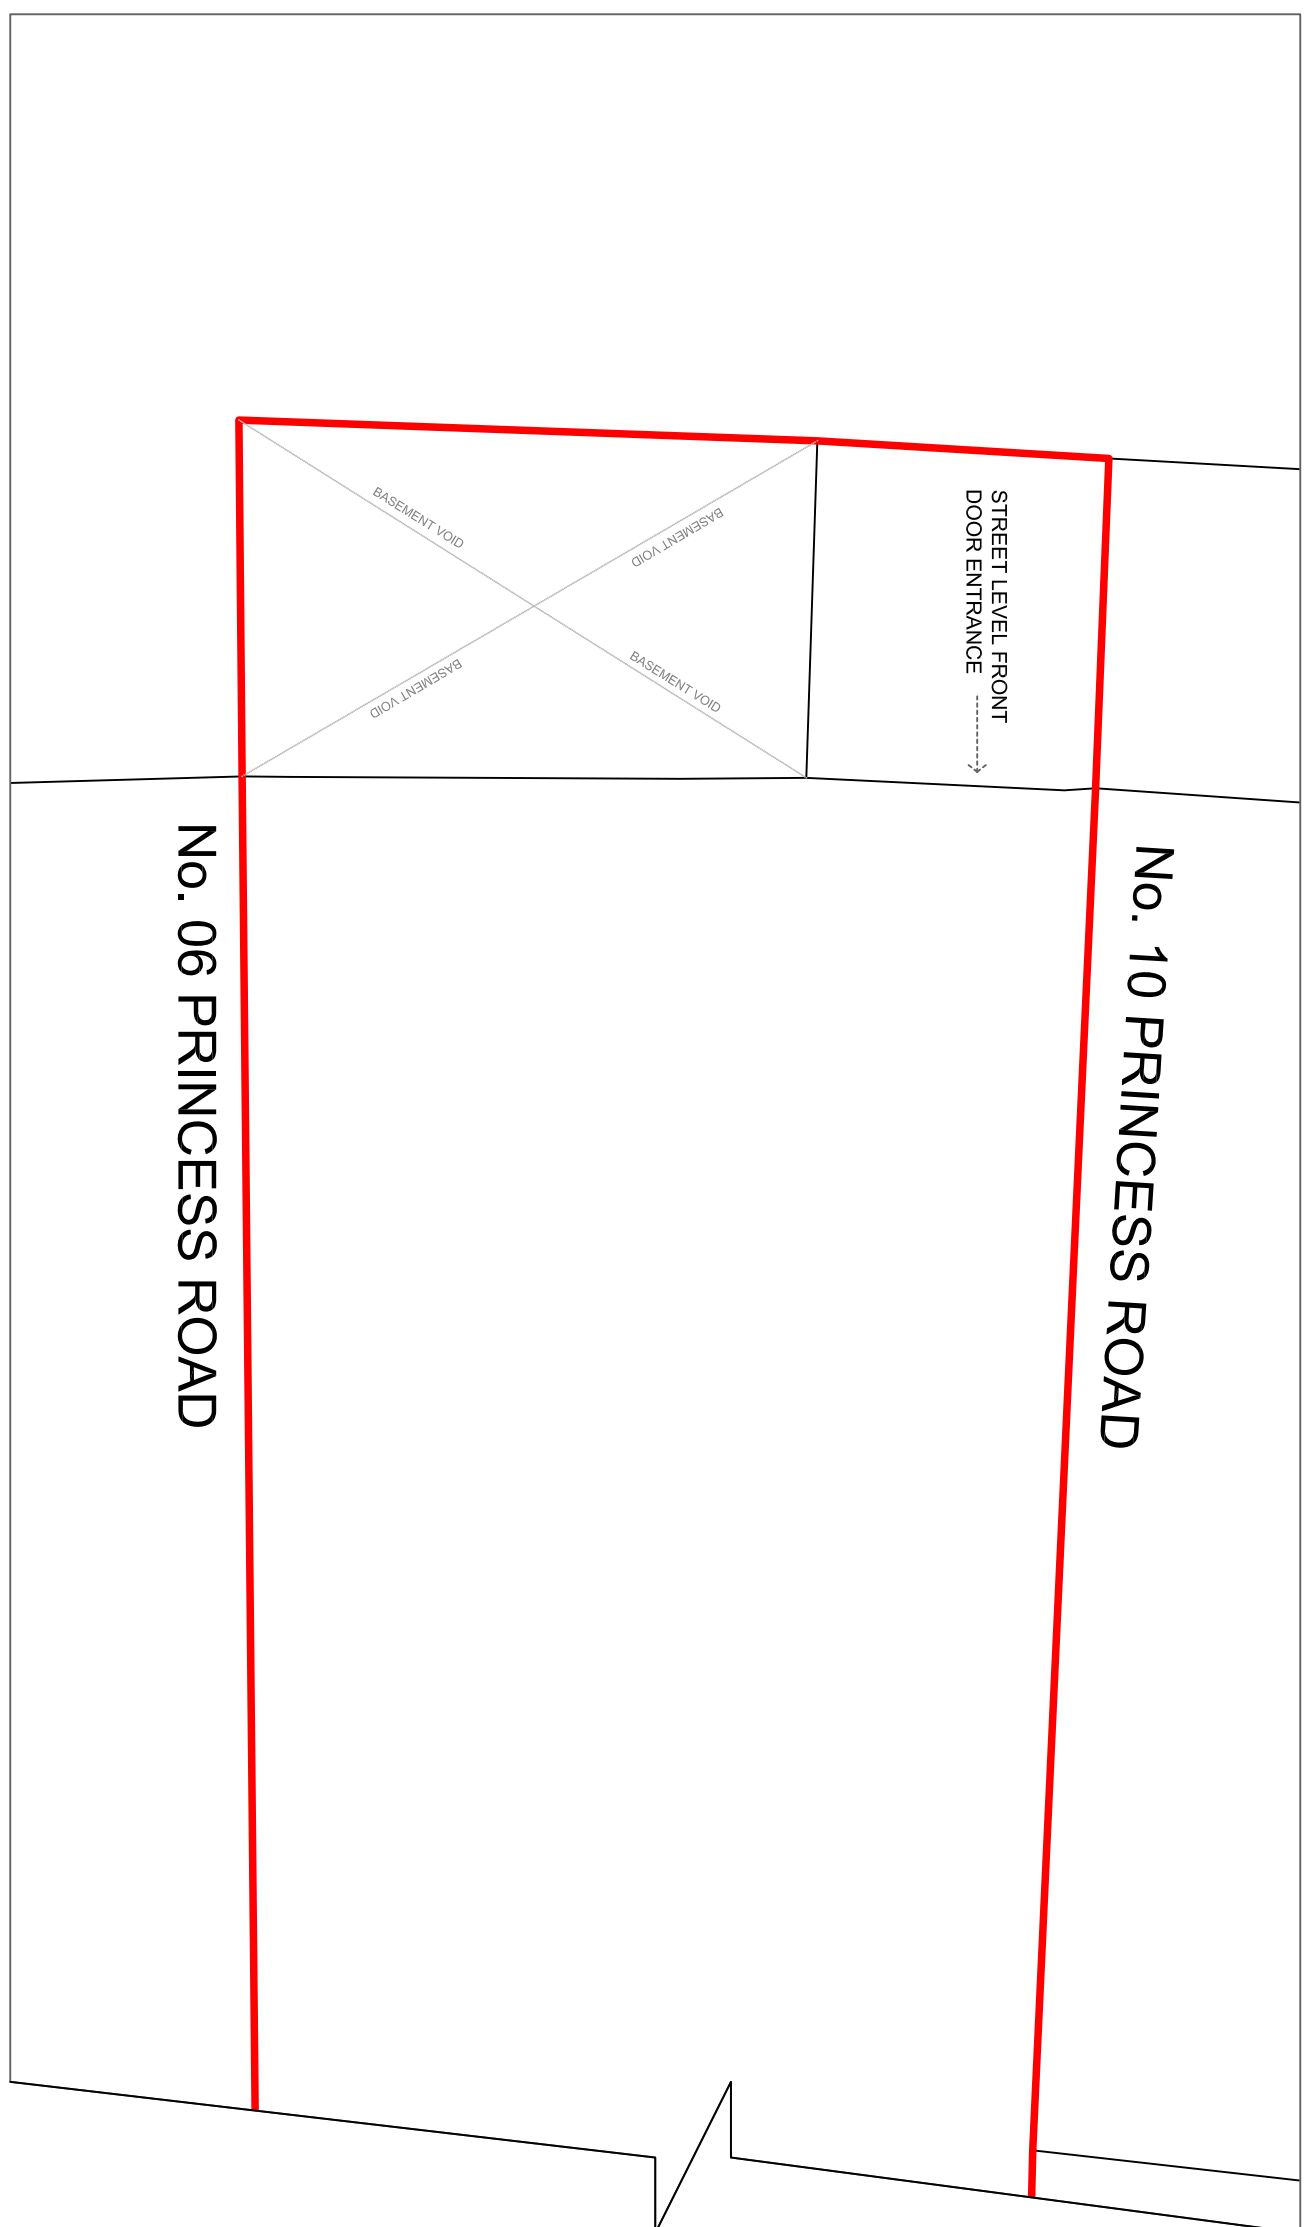 BASEMENT VOID
BASEMENT VOID
BASEMENT VOID
BASEMENT VOID
STREET LEVEL FRONT
DOOR ENTRANCE
No. 06 PRINCESS ROAD
No. 10 PRINCESS ROAD